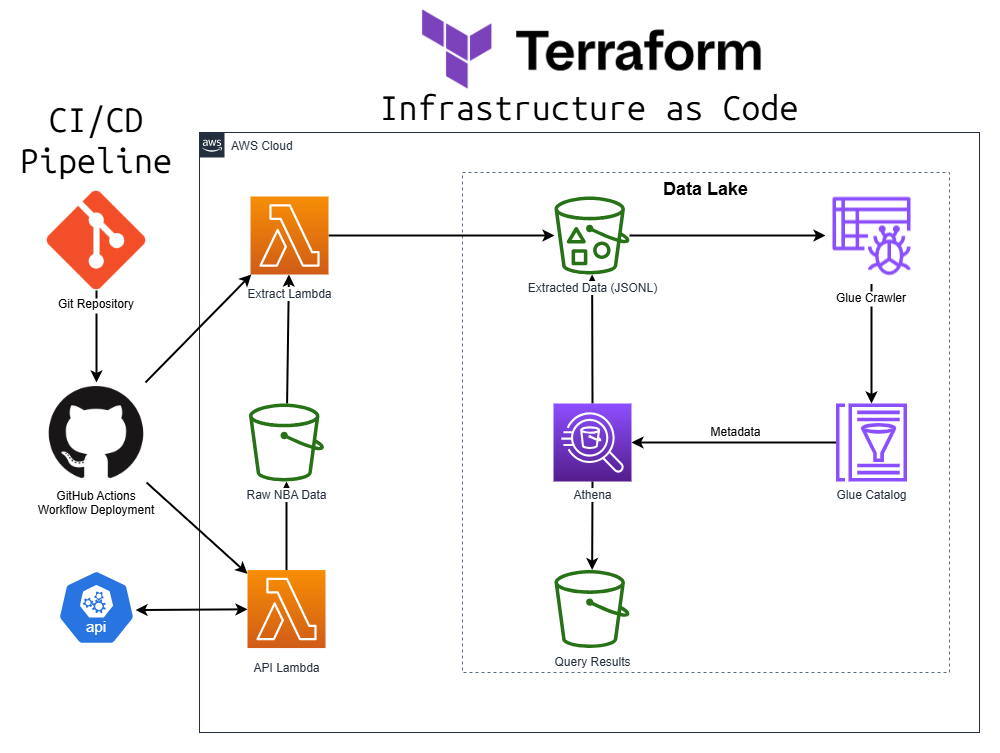 Terraform
Infrastructure as Code
CI/CD
Pipeline
aws
AWS Cloud
Data Lake
Git Repository
Extract Lambda
Extracted Data (JSONL)
Glue Crawler
GitHub Actions
Workflow Deployment
Raw NBA Data
Metadata
Athena
Glue Catalog
api
API Lambda
Query Results